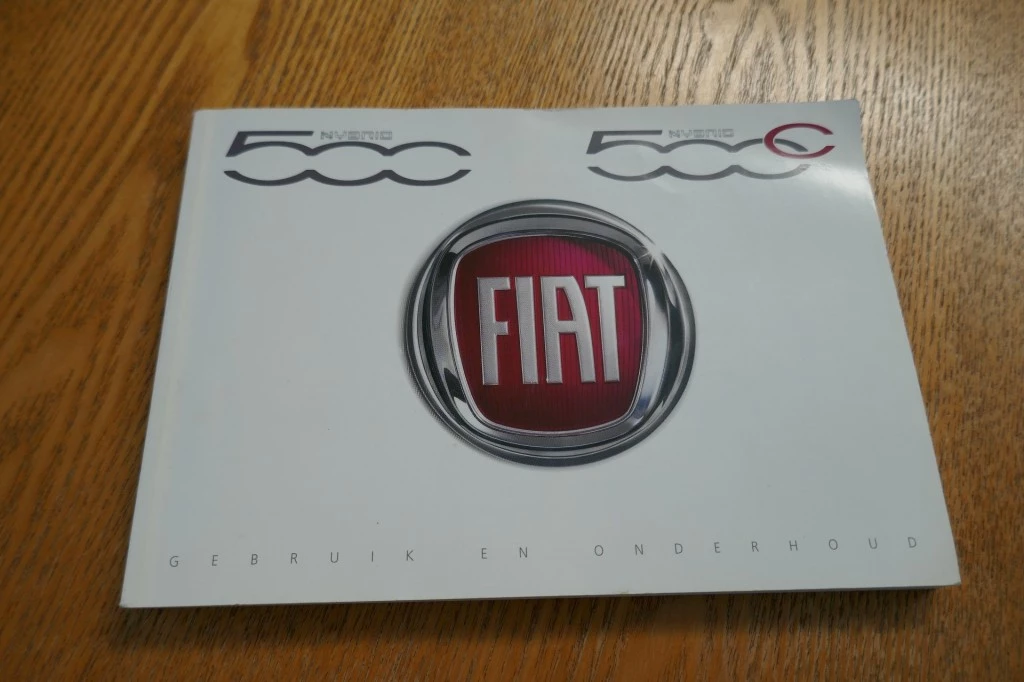 500 HYBRID
500C HYBRID
FIAT
GEBRUIK EN ONDERHOUD